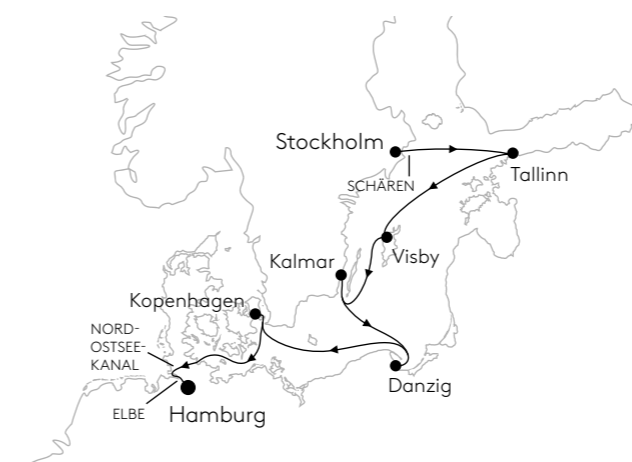 Stockholm
SCHÄREN
Tallinn
Visby
Kalmar
Kopenhagen
NORD-
OSTSEE-
KANAL
Danzig
ELBE
Hamburg